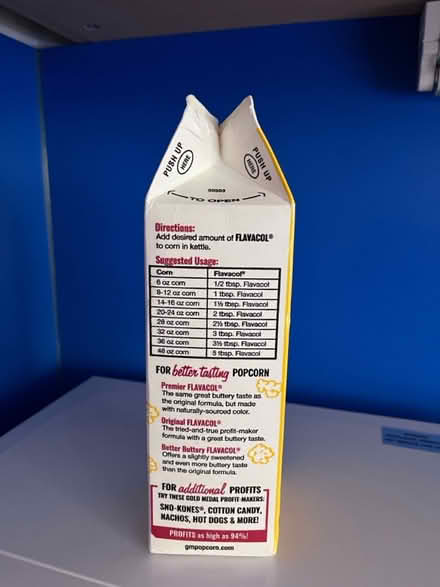 PUSH UP
HERE
PUSH UP
HERE
00503
TO OPEN
Directions:
Add desired amount of FLAVACOL®
to corn in kettle.
Suggested Usage:
Corn Flavacol®
6 oz corn 1/2 tbsp. Flavacol
8-12 oz corn 1 tbsp. Flavacol
14-16 oz corn 1½ tbsp. Flavacol
20-24 oz corn 2 tbsp. Flavacol
28 oz corn 2½ tbsp. Flavacol
32 oz corn 3 tbsp. Flavacol
36 oz corn 3½ tbsp. Flavacol
48 oz corn 5 tbsp. Flavacol
FOR better tasting POPCORN
Premier FLAVACOL®
The same great buttery taste as
the original formula, but made
with naturally-sourced color.
Original FLAVACOL®
The tried-and-true profit-maker
formula with a great buttery taste.
Better Buttery FLAVACOL®
Offers a slightly sweetened
and even more buttery taste
than the original formula.
FOR additional PROFITS
TRY THESE GOLD MEDAL PROFIT-MAKERS:
SNO-KONES®, COTTON CANDY,
NACHOS, HOT DOGS & MORE!
PROFITS as high as 94%!
gmpopcorn.com